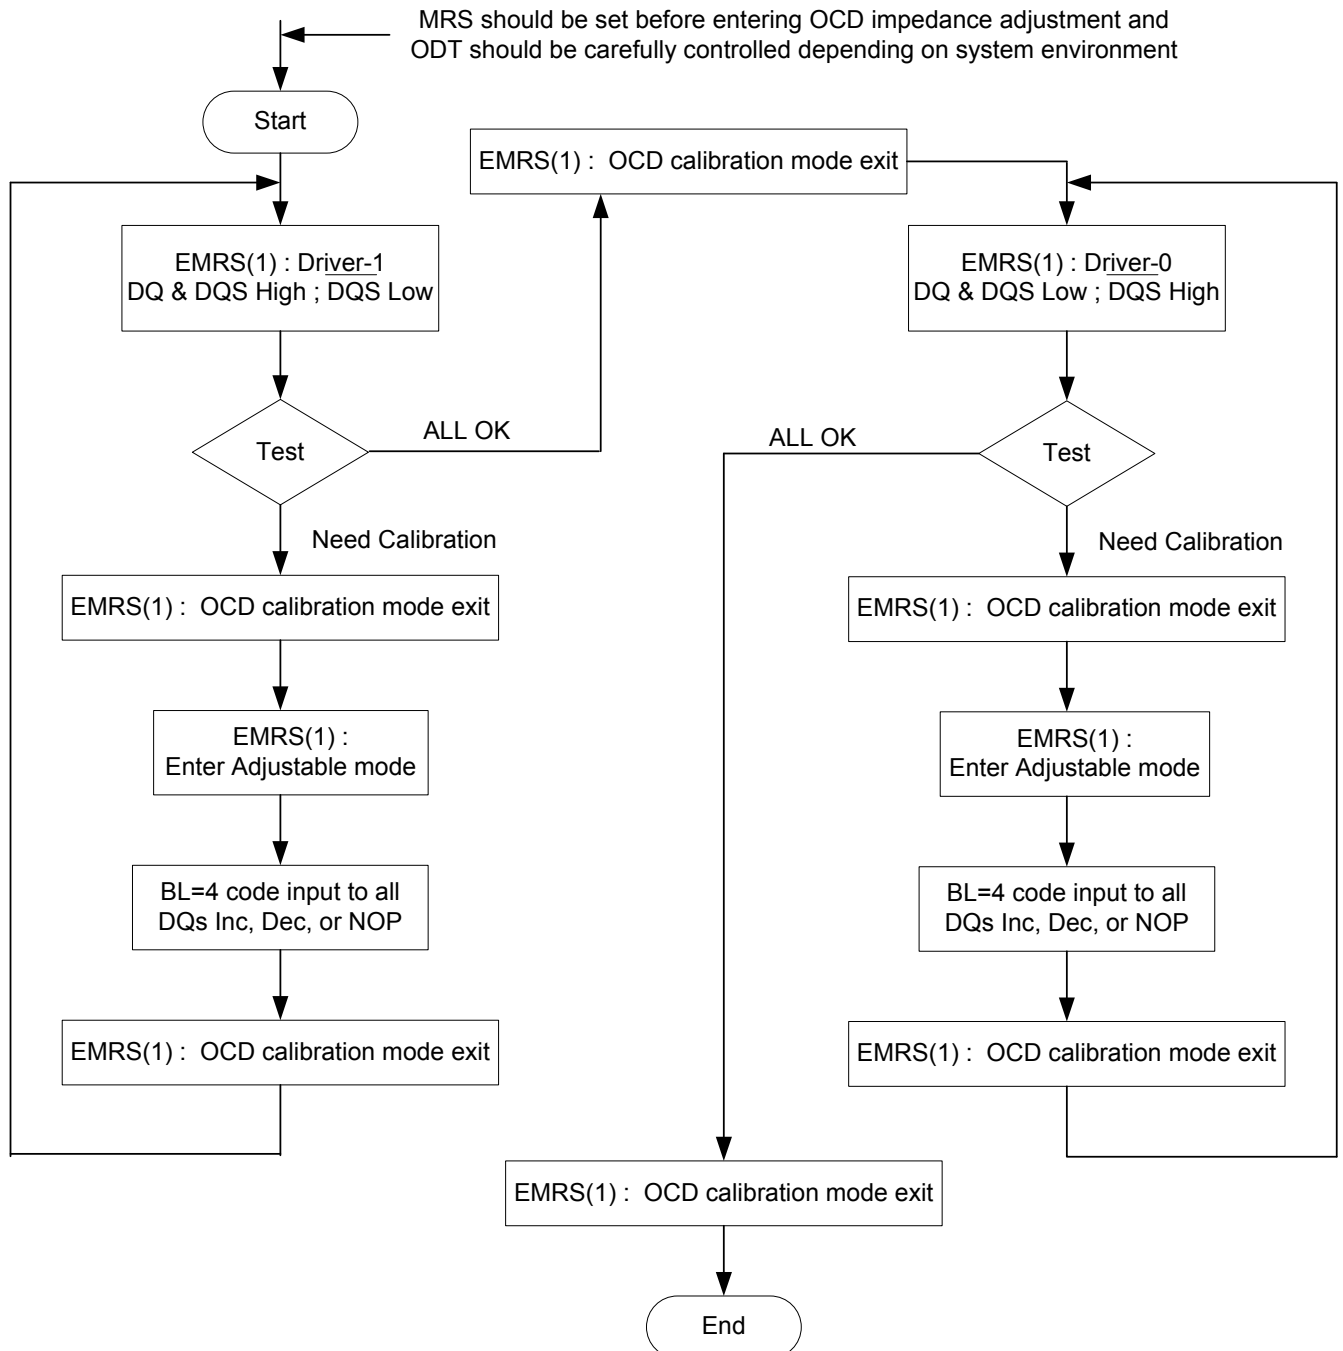 MRS should be set before entering OCD impedance adjustment and
ODT should be carefully controlled depending on system environment
Start
EMRS(1) : Driver-1
DQ & DQS High ; D̅Q̅S̅ Low
Test
ALL OK
Need Calibration
EMRS(1) : OCD calibration mode exit
EMRS(1) :
Enter Adjustable mode
BL=4 code input to all
DQs Inc, Dec, or NOP
EMRS(1) : OCD calibration mode exit
EMRS(1) : OCD calibration mode exit
EMRS(1) : Driver-0
DQ & DQS Low ; D̅Q̅S̅ High
Test
ALL OK
Need Calibration
EMRS(1) : OCD calibration mode exit
EMRS(1) :
Enter Adjustable mode
BL=4 code input to all
DQs Inc, Dec, or NOP
EMRS(1) : OCD calibration mode exit
EMRS(1) : OCD calibration mode exit
End